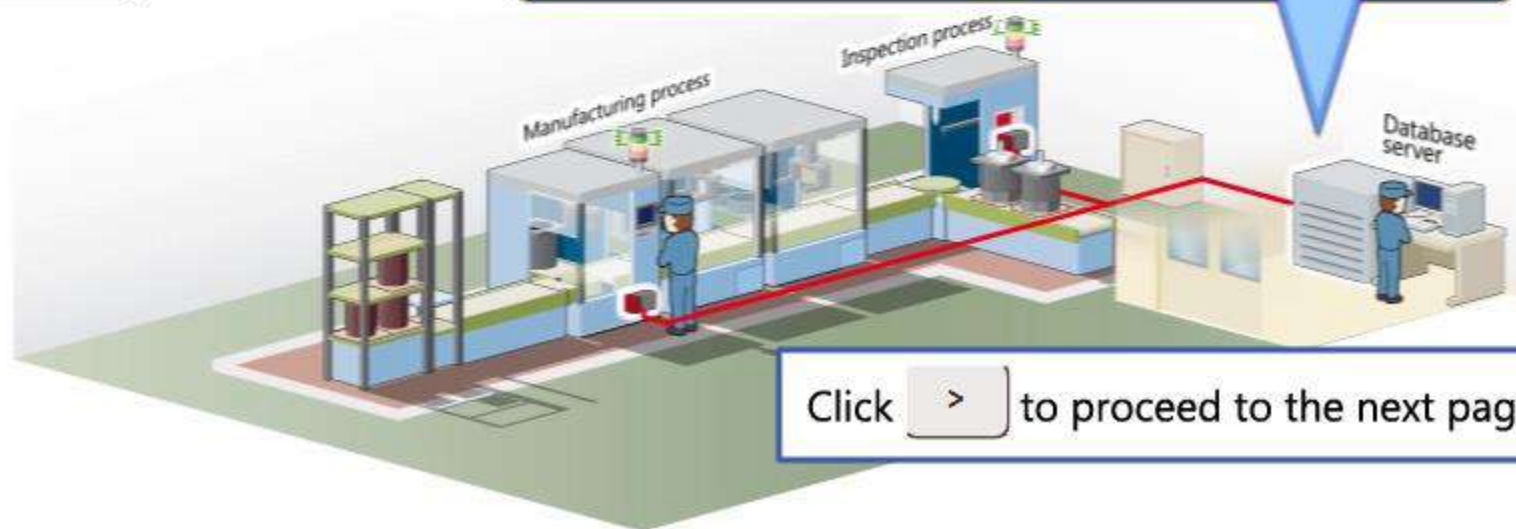 Inspection process
Manufacturing process
Database
server
Click > to proceed to the next pag